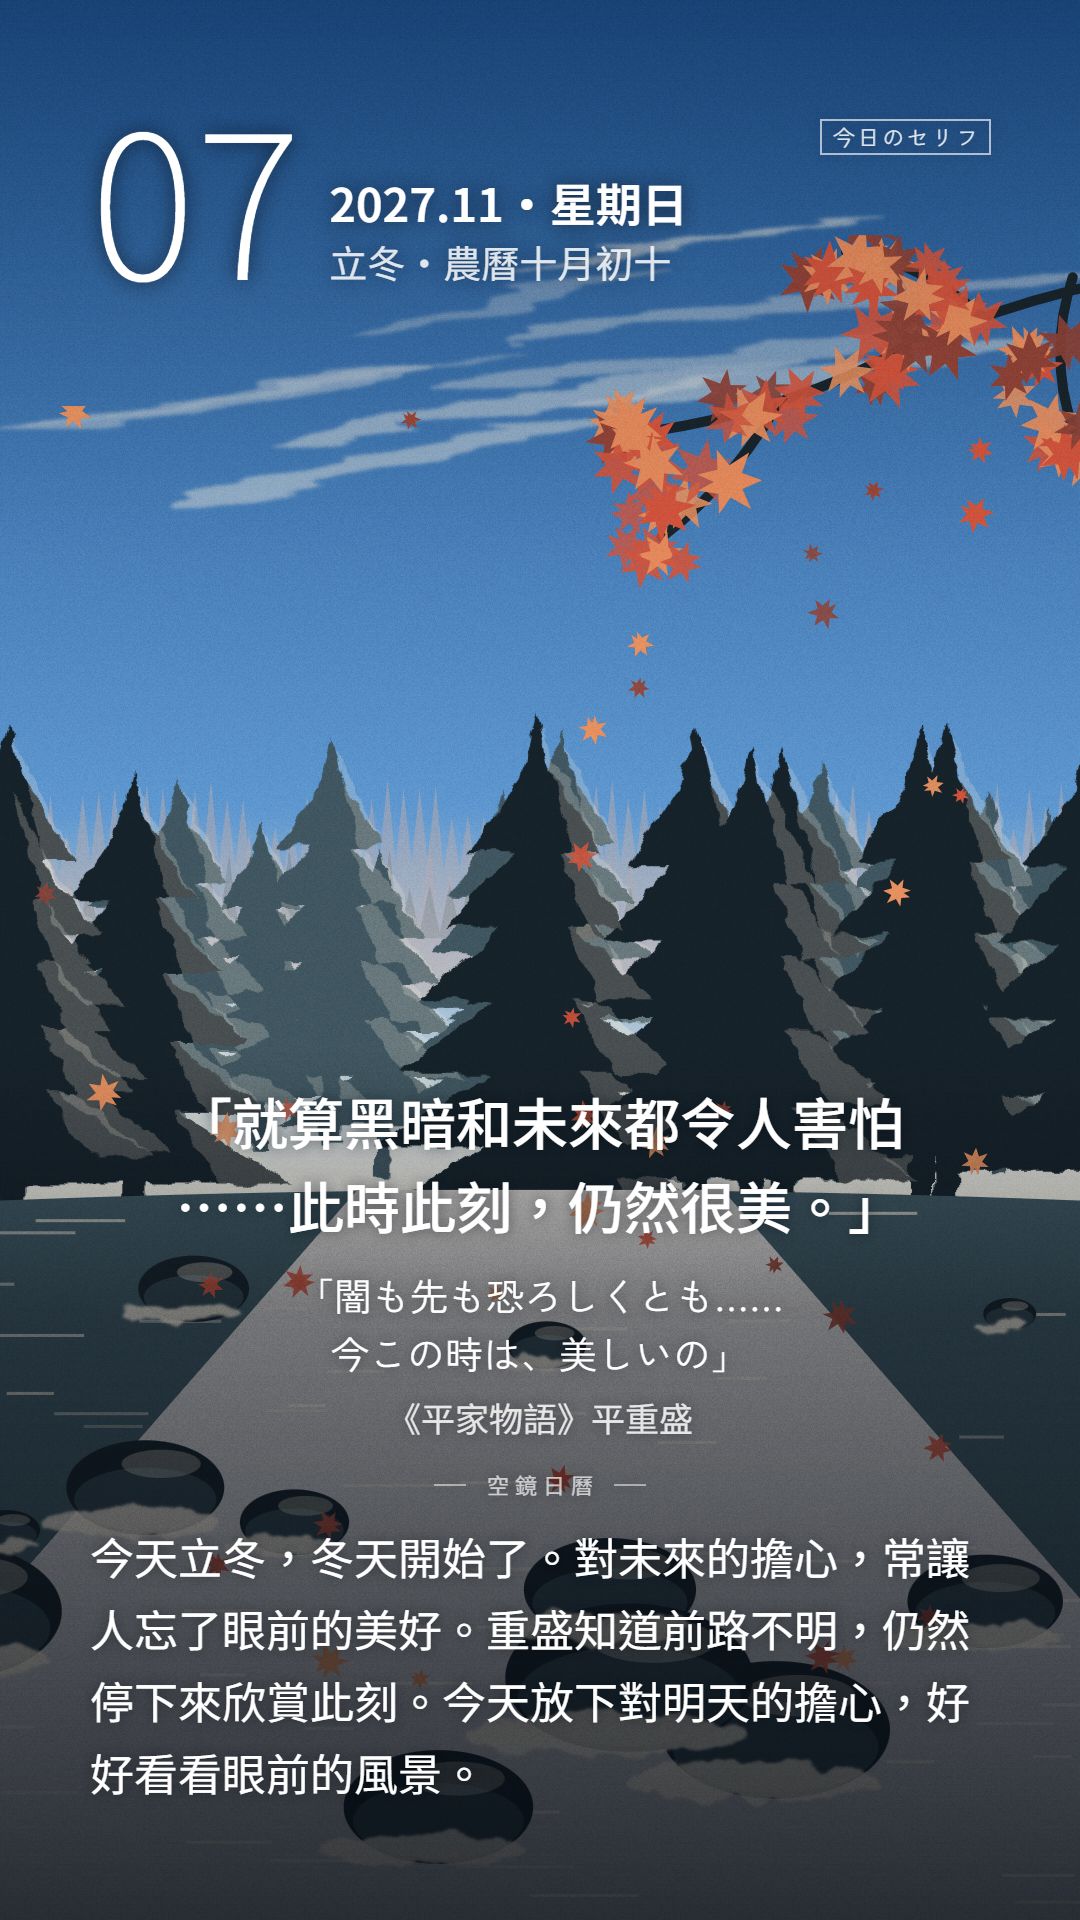 07
今日のセリフ
2027.11・星期日
立冬・農曆十月初十
「就算黑暗和未來都令人害怕
……此時此刻，仍然很美。」
「闇も先も恐ろしくとも……
今この時は、美しいの」
《平家物語》平重盛
空鏡日曆
今天立冬，冬天開始了。對未來的擔心，常讓
人忘了眼前的美好。重盛知道前路不明，仍然
停下來欣賞此刻。今天放下對明天的擔心，好
好看看眼前的風景。